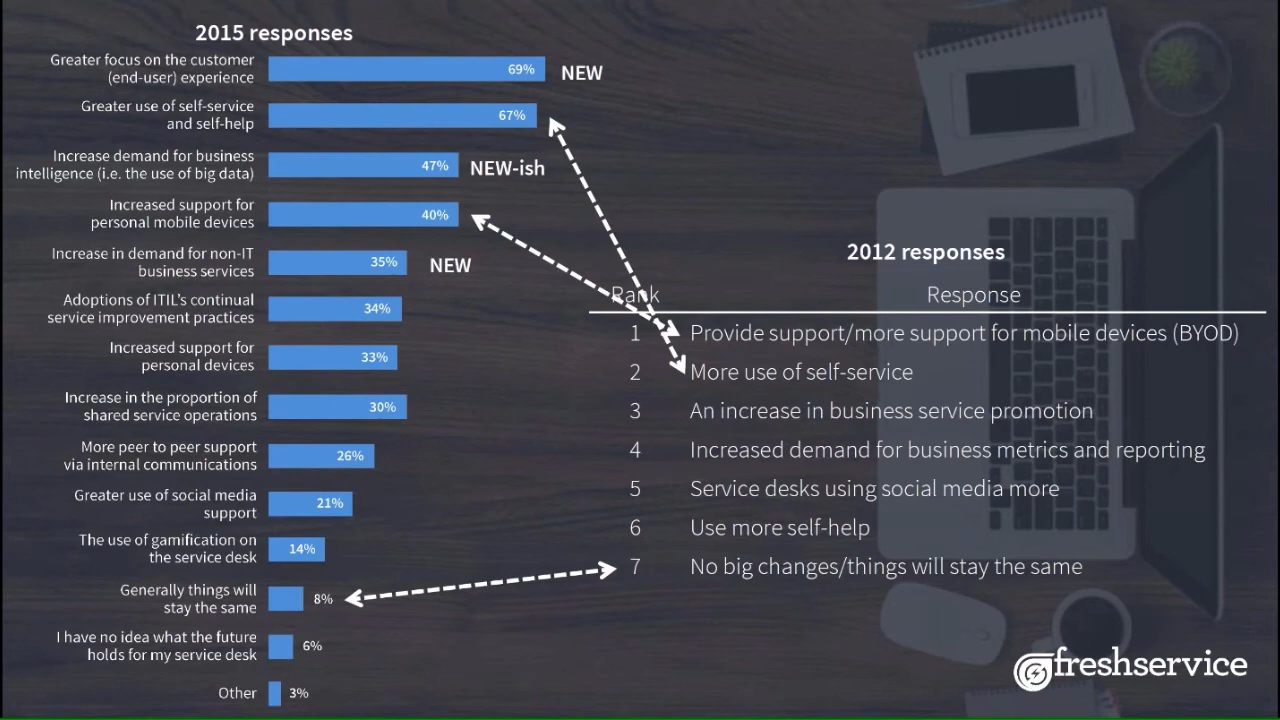 2015 responses
Greater focus on the customer
(end-user) experience
69%
NEW
Greater use of self-service
and self-help
67%
Increase demand for business
intelligence (i.e. the use of big data)
47%
NEW-ish
Increased support for
personal mobile devices
40%
Increase in demand for non-IT
business services
35%
NEW
Adoptions of ITIL's continual
service improvement practices
34%
Increased support for
personal devices
33%
Increase in the proportion of
shared service operations
30%
More peer to peer support
via internal communications
26%
Greater use of social media
support
21%
The use of gamification on
the service desk
14%
Generally things will
stay the same
8%
I have no idea what the future
holds for my service desk
6%
Other
3%
2012 responses
Rank Response
1 Provide support/more support for mobile devices (BYOD)
2 More use of self-service
3 An increase in business service promotion
4 Increased demand for business metrics and reporting
5 Service desks using social media more
6 Use more self-help
7 No big changes/things will stay the same
freshservice